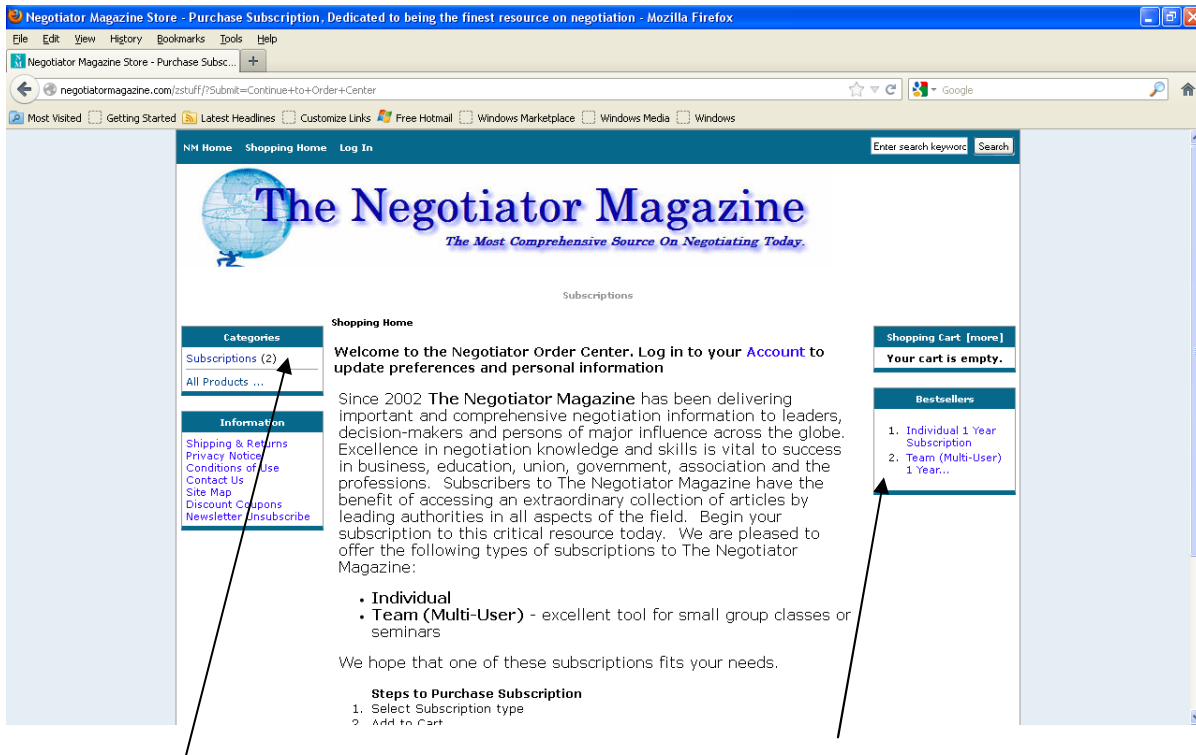 Negotiator Magazine Store - Purchase Subscription, Dedicated to being the finest resource on negotiation - Mozilla Firefox
File Edit View History Bookmarks Tools Help
Negotiator Magazine Store - Purchase Subsc... +
negotiatormagazine.com/zstuff/?Submit=Continue+to+Order+Center
Google
Most Visited Getting Started Latest Headlines Customize Links Free Hotmail Windows Marketplace Windows Media Windows
NM Home Shopping Home Log In
Enter search keyworc Search
The Negotiator Magazine
The Most Comprehensive Source On Negotiating Today.
Subscriptions
Categories
Subscriptions (2)
All Products ...
Information
Shipping & Returns
Privacy Notice
Conditions of Use
Contact Us
Site Map
Discount Coupons
Newsletter Unsubscribe
Shopping Home
Welcome to the Negotiator Order Center. Log in to your Account to
update preferences and personal information
Since 2002 The Negotiator Magazine has been delivering
important and comprehensive negotiation information to leaders,
decision-makers and persons of major influence across the globe.
Excellence in negotiation knowledge and skills is vital to success
in business, education, union, government, association and the
professions. Subscribers to The Negotiator Magazine have the
benefit of accessing an extraordinary collection of articles by
leading authorities in all aspects of the field. Begin your
subscription to this critical resource today. We are pleased to
offer the following types of subscriptions to The Negotiator
Magazine:
• Individual
• Team (Multi-User) - excellent tool for small group classes or
seminars
We hope that one of these subscriptions fits your needs.
Steps to Purchase Subscription
1. Select Subscription type
2. Add to Cart
Shopping Cart [more]
Your cart is empty.
Bestsellers
1. Individual 1 Year
Subscription
2. Team (Multi-User)
1 Year...